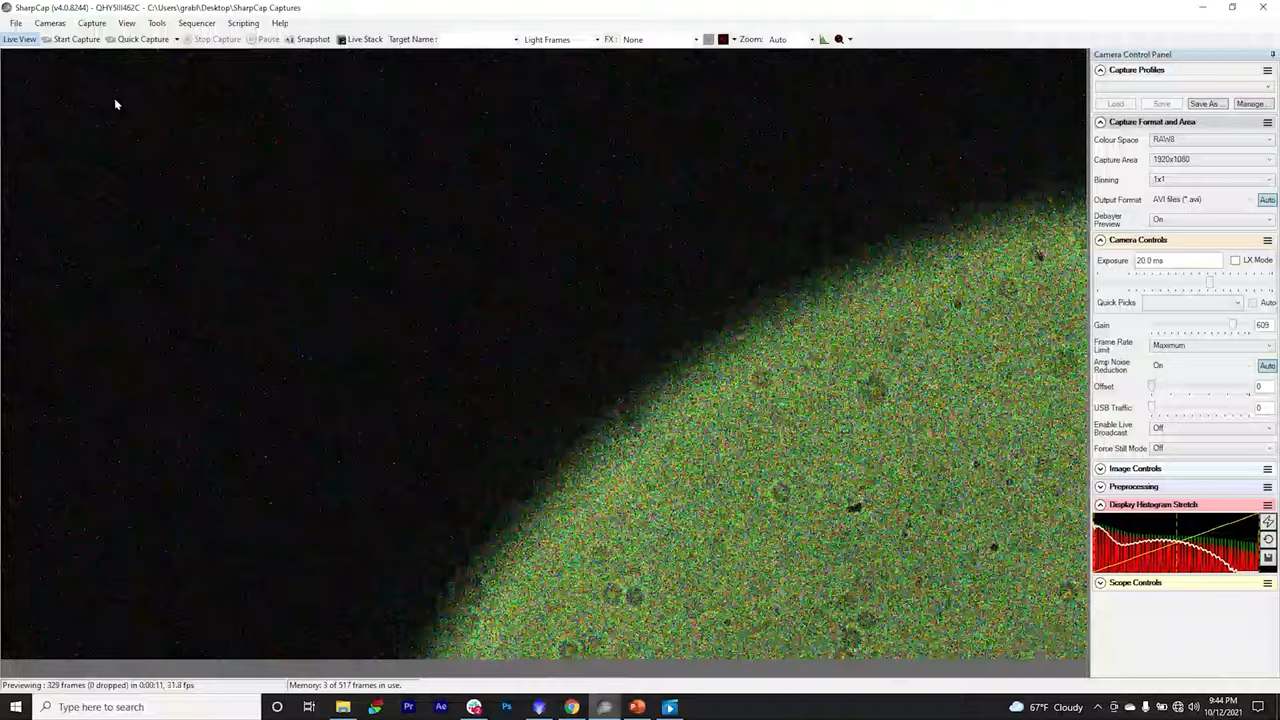 SharpCap (v4.0.8244) - QHY5III462C - C:\Users\grabl\Desktop\SharpCap Captures
File Cameras Capture View Tools Sequencer Scripting Help
Live View Start Capture Quick Capture Stop Capture Pause Snapshot Live Stack Target Name: Light Frames FX: None Zoom: Auto
Camera Control Panel
Capture Profiles
Load Save Save As ... Manage...
Capture Format and Area
Colour Space RAW8
Capture Area 1920x1080
Binning 1x1
Output Format AVI files (*.avi) Auto
Debayer
Preview On
Camera Controls
Exposure 20.0 ms LX Mode
Quick Picks Auto
Gain 609
Frame Rate
Limit Maximum
Amp Noise
Reduction On Auto
Offset 0
USB Traffic 0
Enable Live
Broadcast Off
Force Still Mode Off
Image Controls
Preprocessing
Display Histogram Stretch
Scope Controls
Previewing : 329 frames (0 dropped) in 0:00:11, 31.8 fps Memory: 3 of 517 frames in use.
Type here to search Pr Ae Ps 67°F Cloudy 9:44 PM
10/12/2021